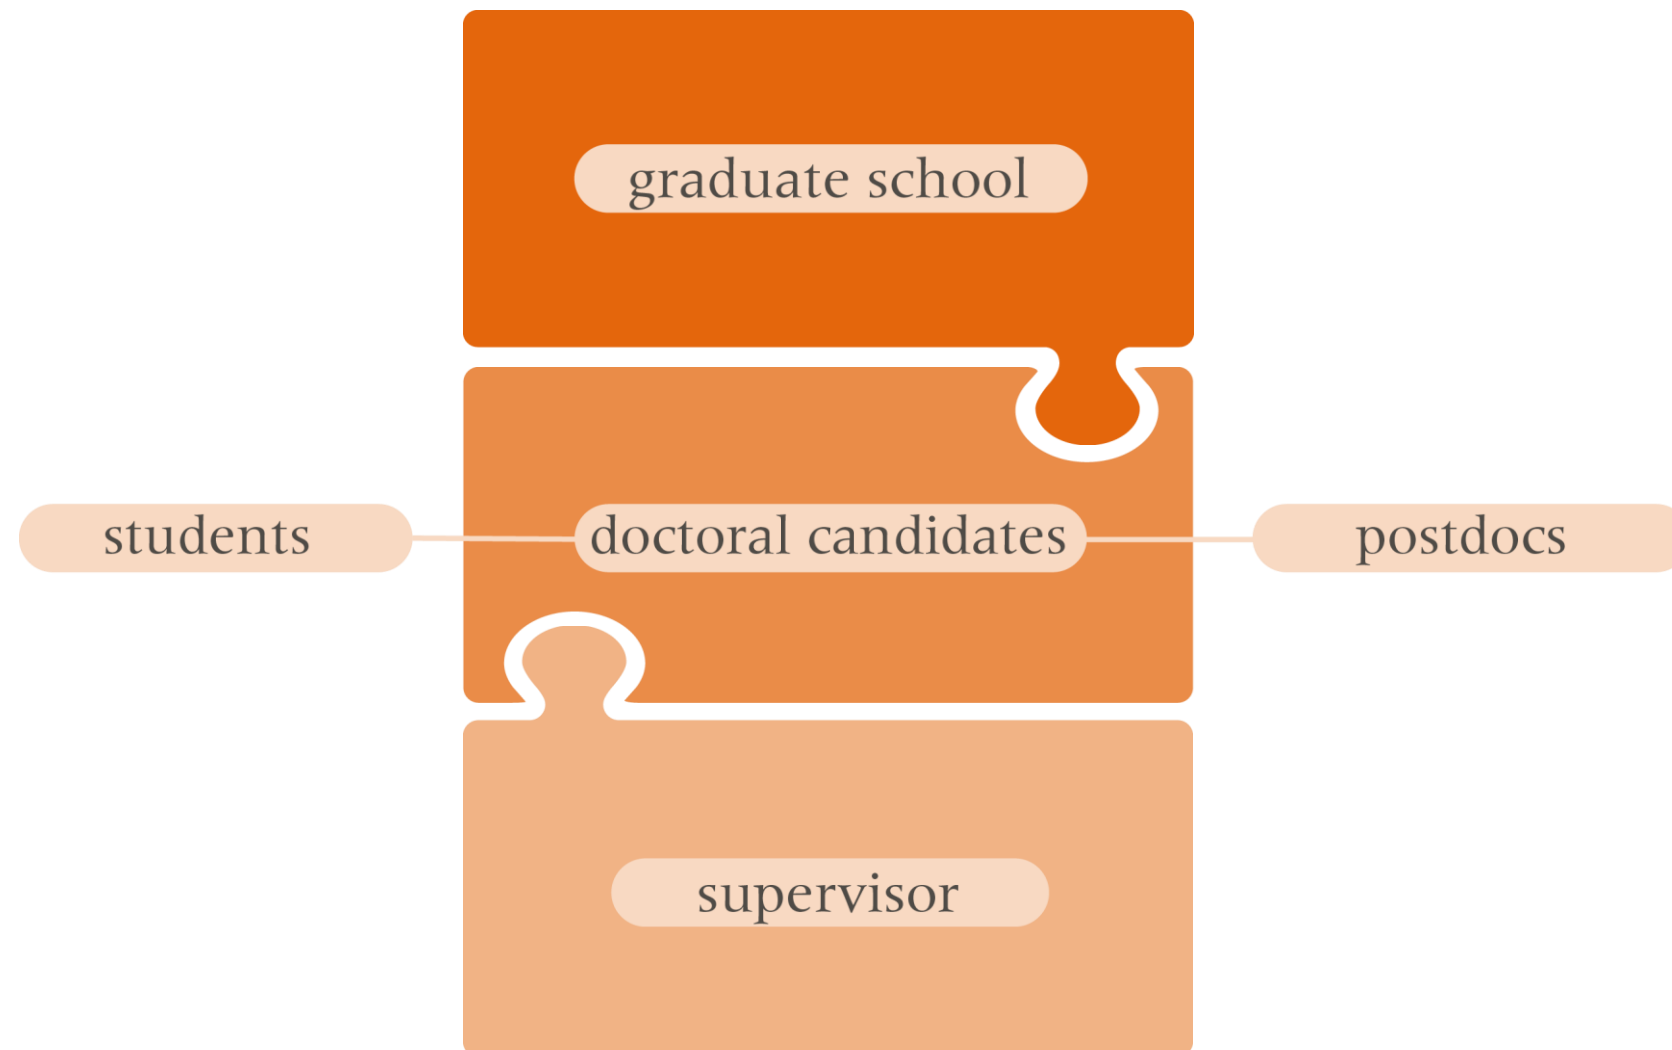 graduate school
students
doctoral candidates
postdocs
supervisor